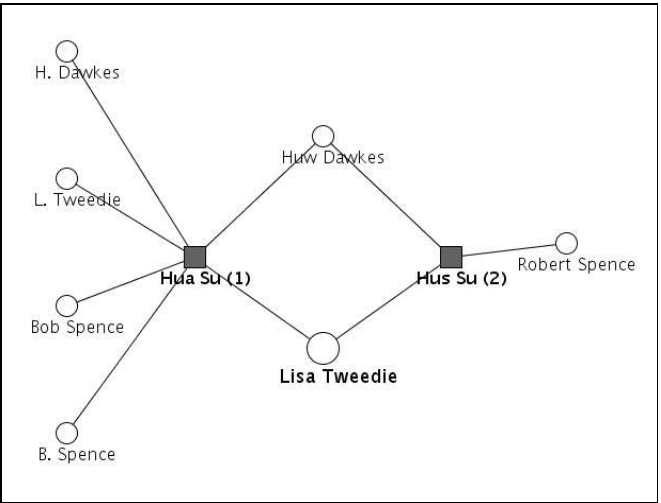 H. Dawkes
Huw Dawkes
L. Tweedie
Robert Spence
Hua Su (1)
Hus Su (2)
Bob Spence
Lisa Tweedie
B. Spence